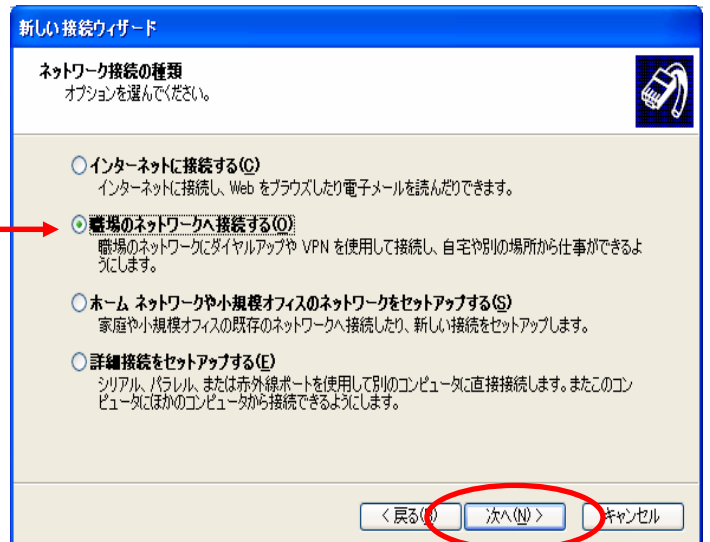 新しい接続ウィザード
ネットワーク接続の種類
オプションを選んでください。
インターネットに接続する(C)
インターネットに接続し、Web をブラウズしたり電子メールを読んだりできます。
職場のネットワークへ接続する(O)
職場のネットワークにダイヤルアップや VPN を使用して接続し、自宅や別の場所から仕事ができるよ
うにします。
ホーム ネットワークや小規模オフィスのネットワークをセットアップする(S)
家庭や小規模オフィスの既存のネットワークへ接続したり、新しい接続をセットアップします。
詳細接続をセットアップする(E)
シリアル、パラレル、または赤外線ポートを使用して別のコンピュータに直接接続します。またこのコン
ピュータにほかのコンピュータから接続できるようにします。
< 戻る(B) 次へ(N) > キャンセル